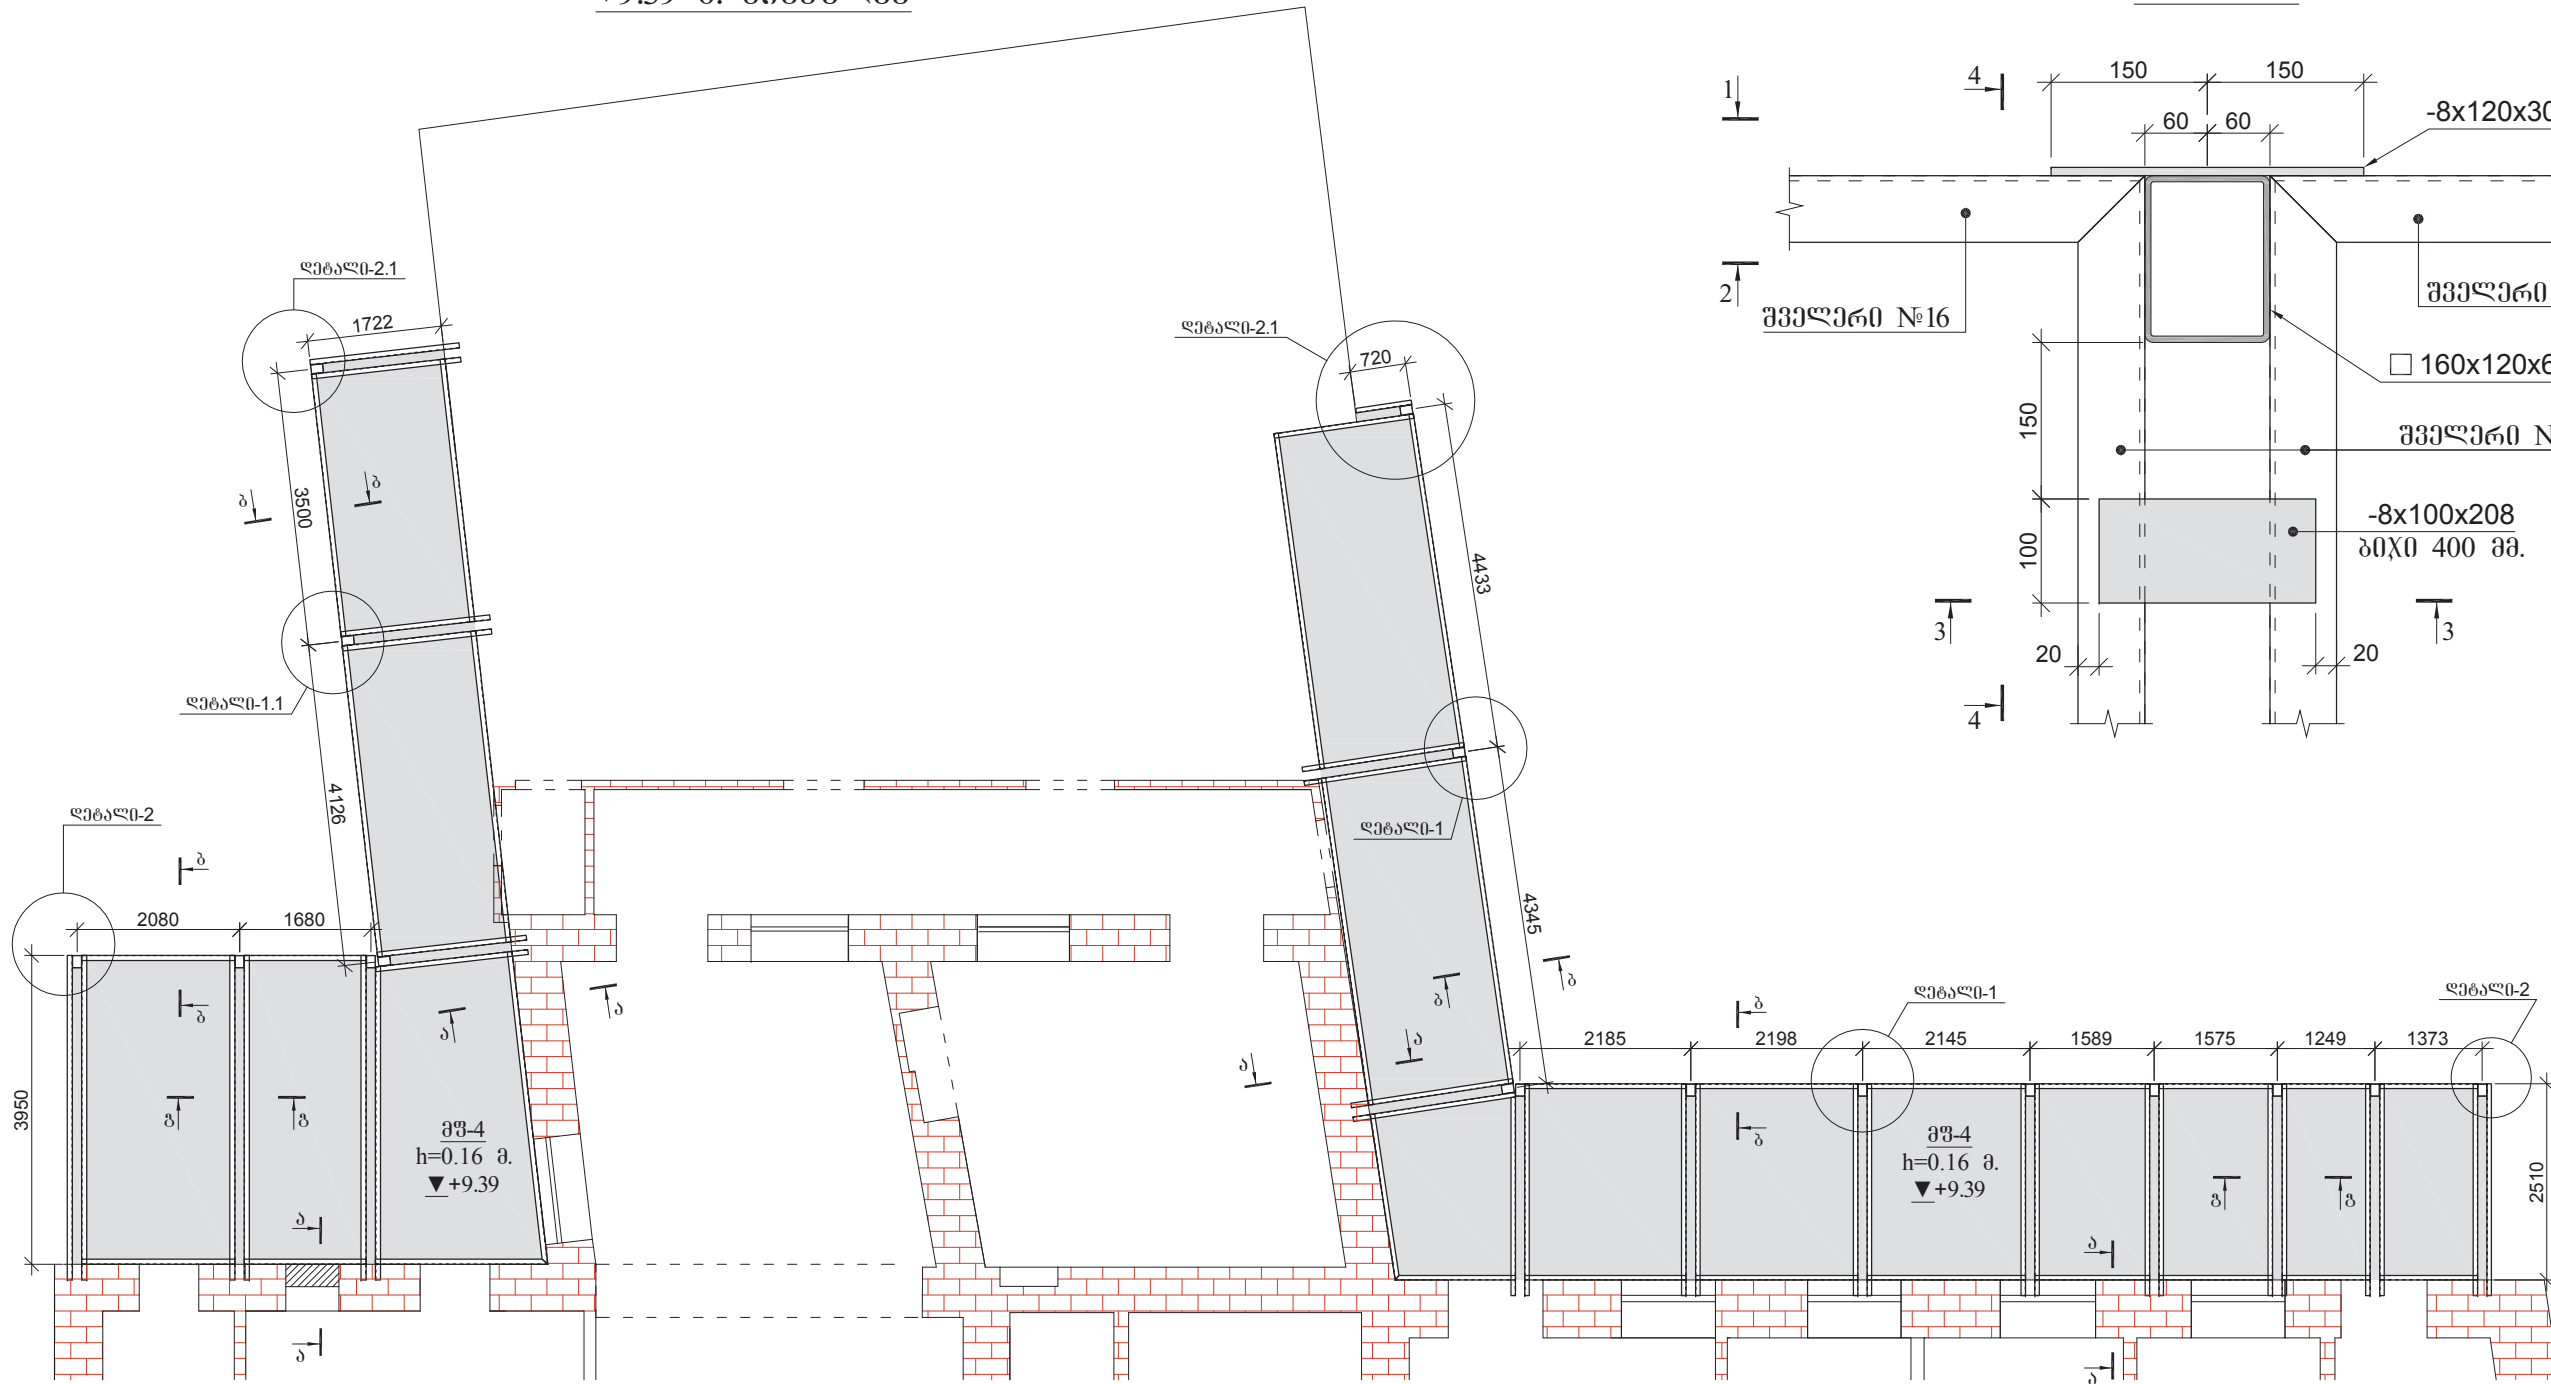 150
150
4
1
-8x120x30
60
60
დეტალი-2.1
1722
დეტალი-2.1
720
2
შველერი №16
შველერი
□ 160x120x6
150
შველერი N
ბ
ბ
3500
-8x100x208
ბიჯი 400 მმ.
100
4433
3
3
20
20
4
დეტალი-1.1
4126
დეტალი-2
დეტალი-1
ბ
2080
1680
4345
ბ
ბ
ბ
ა
ა
ა
ა
დეტალი-1
დეტალი-2
ბ
2185
2198
2145
1589
1575
1249
1373
3950
გ
გ
მფ-4
h=0.16 მ.
▼+9.39
ბ
მფ-4
h=0.16 მ.
▼+9.39
გ
გ
2510
ა
ა
ა
ა